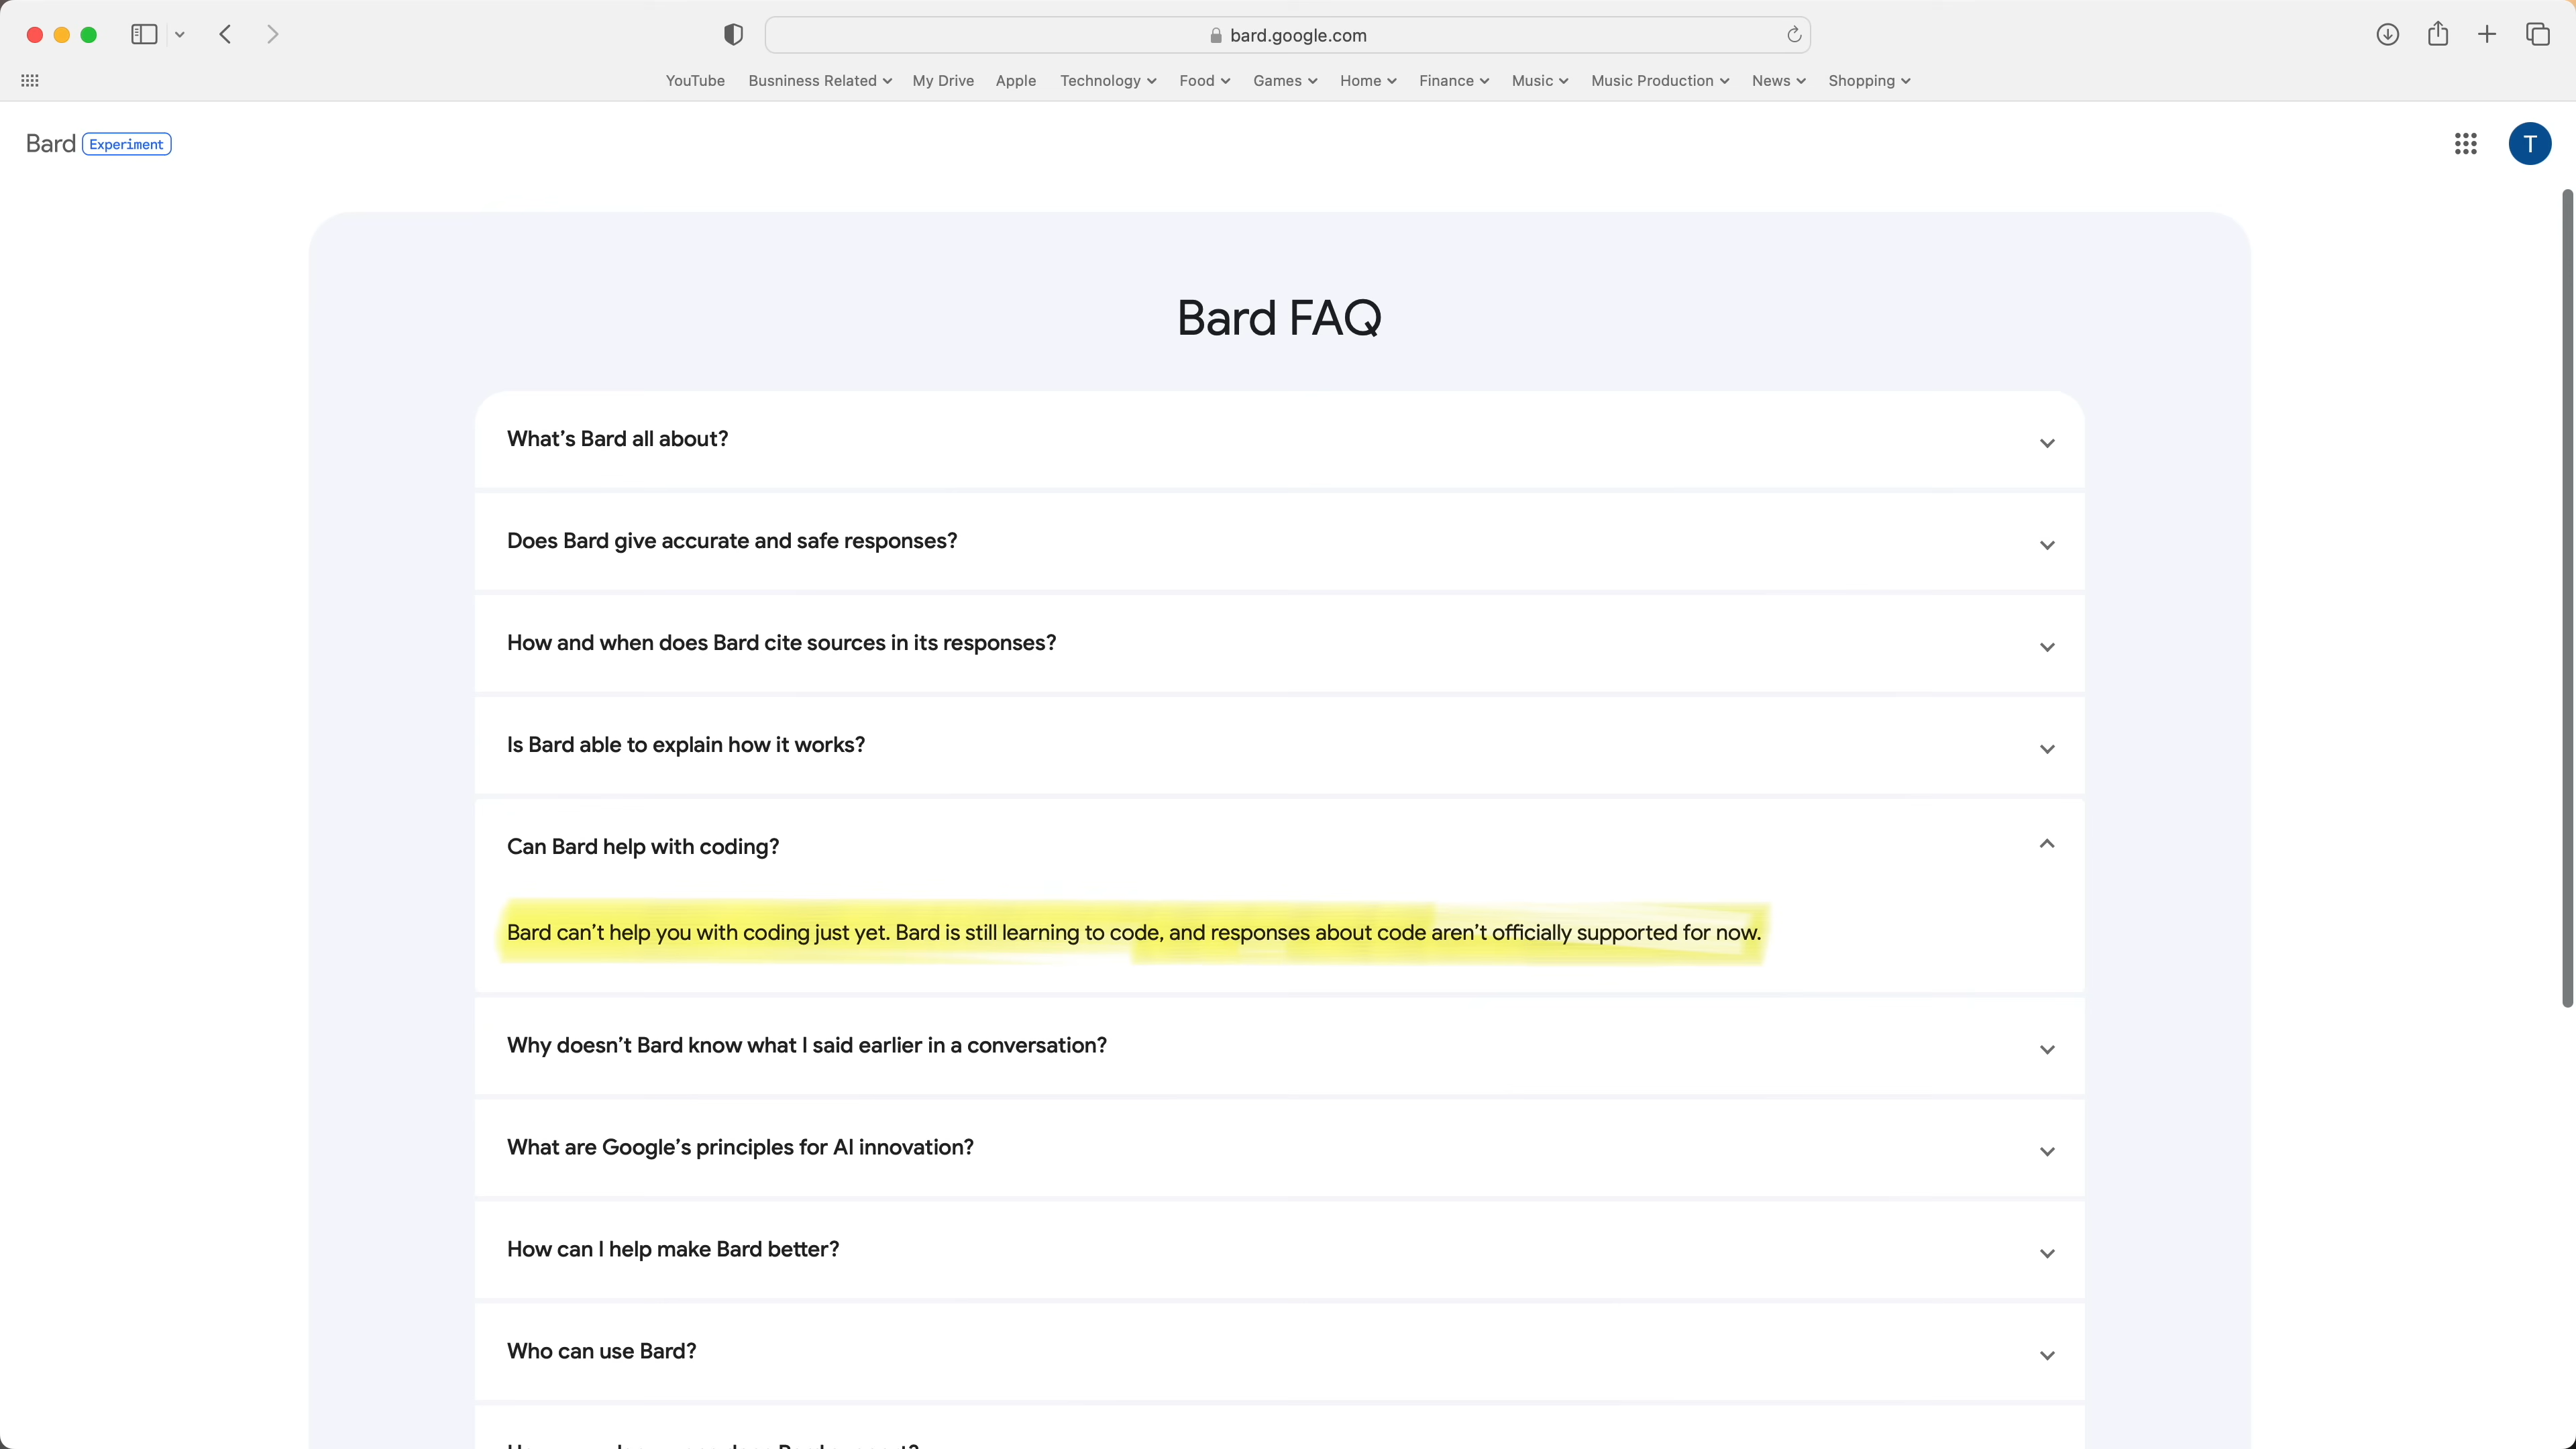 bard.google.com
YouTube Busniness Related My Drive Apple Technology Food Games Home Finance Music Music Production News Shopping
Bard Experiment
T
Bard FAQ
What’s Bard all about?
Does Bard give accurate and safe responses?
How and when does Bard cite sources in its responses?
Is Bard able to explain how it works?
Can Bard help with coding?
Bard can’t help you with coding just yet. Bard is still learning to code, and responses about code aren’t officially supported for now.
Why doesn’t Bard know what I said earlier in a conversation?
What are Google’s principles for AI innovation?
How can I help make Bard better?
Who can use Bard?